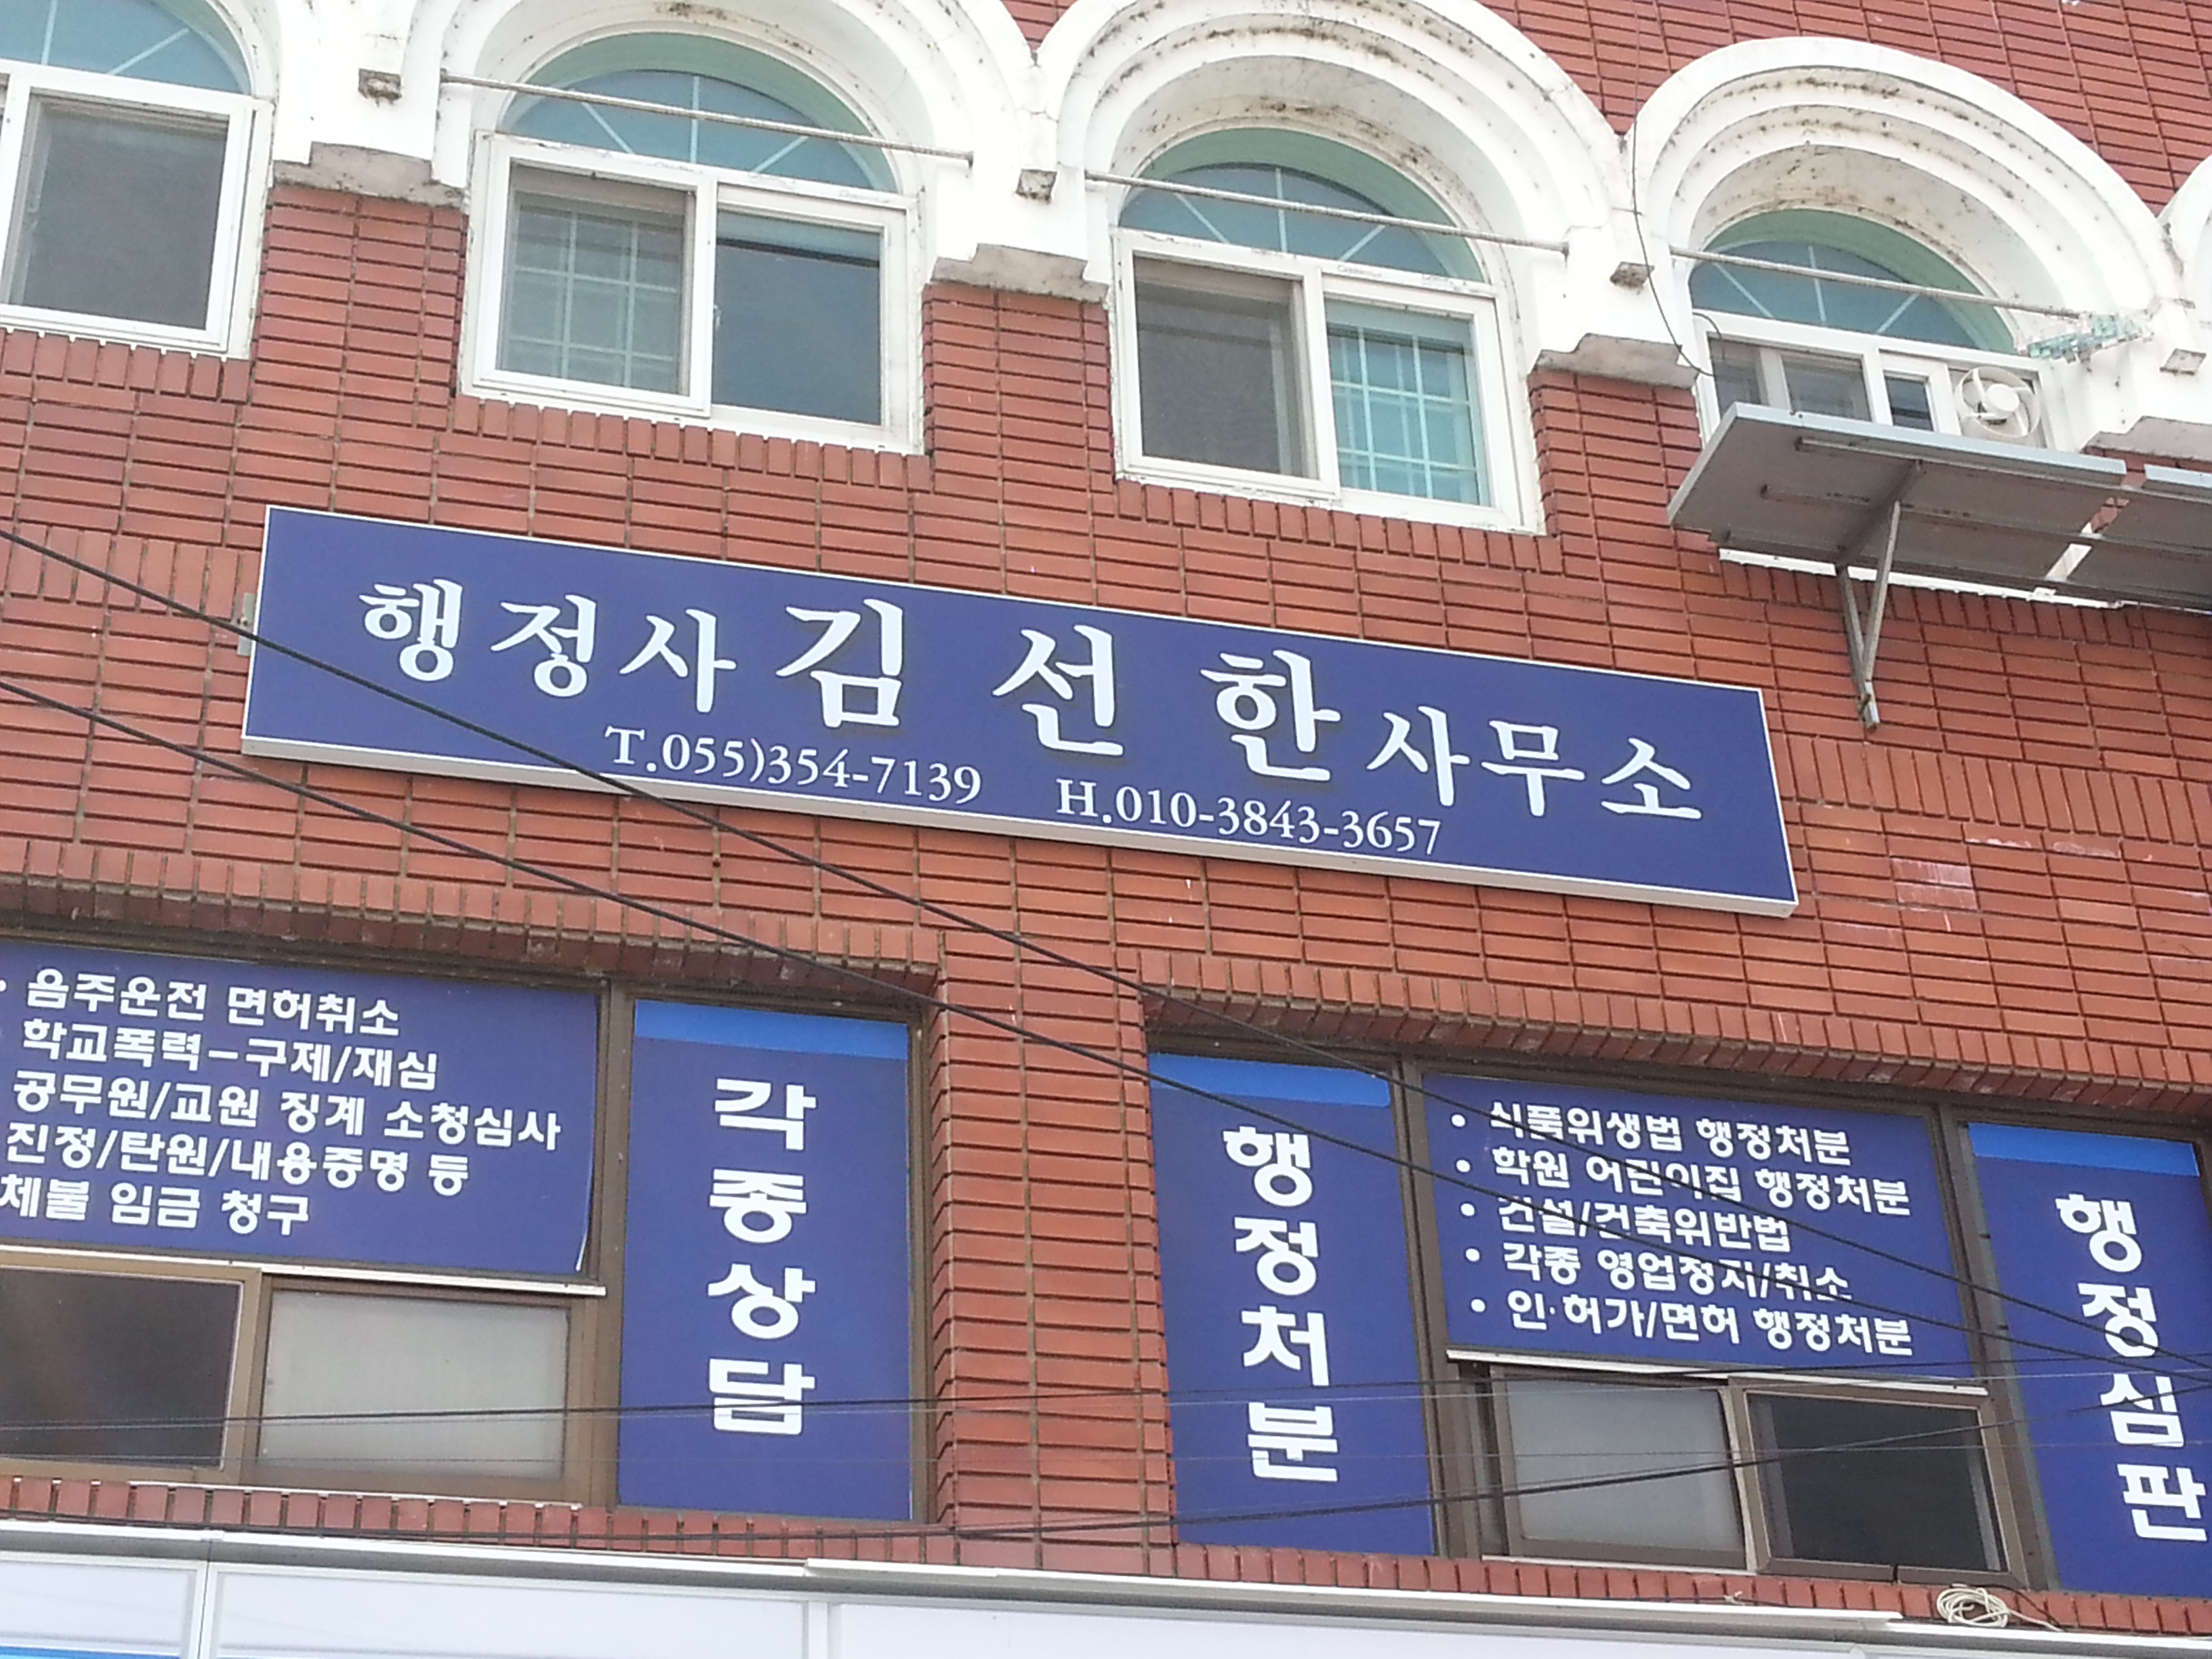 행정사 김선한 사무소
T.055)354-7139 H.010-3843-3657
· 음주운전 면허취소
학교폭력-구제/재심
공무원/교원 징계 소청심사
진정/탄원/내용증명 등
체불 임금 청구
각종상담
행정처분
• 식품위생법 행정처분
• 학원 어린이집 행정처분
• 건설/건축위반법
• 각종 영업정지/취소
• 인·허가/면허 행정처분
행정심판